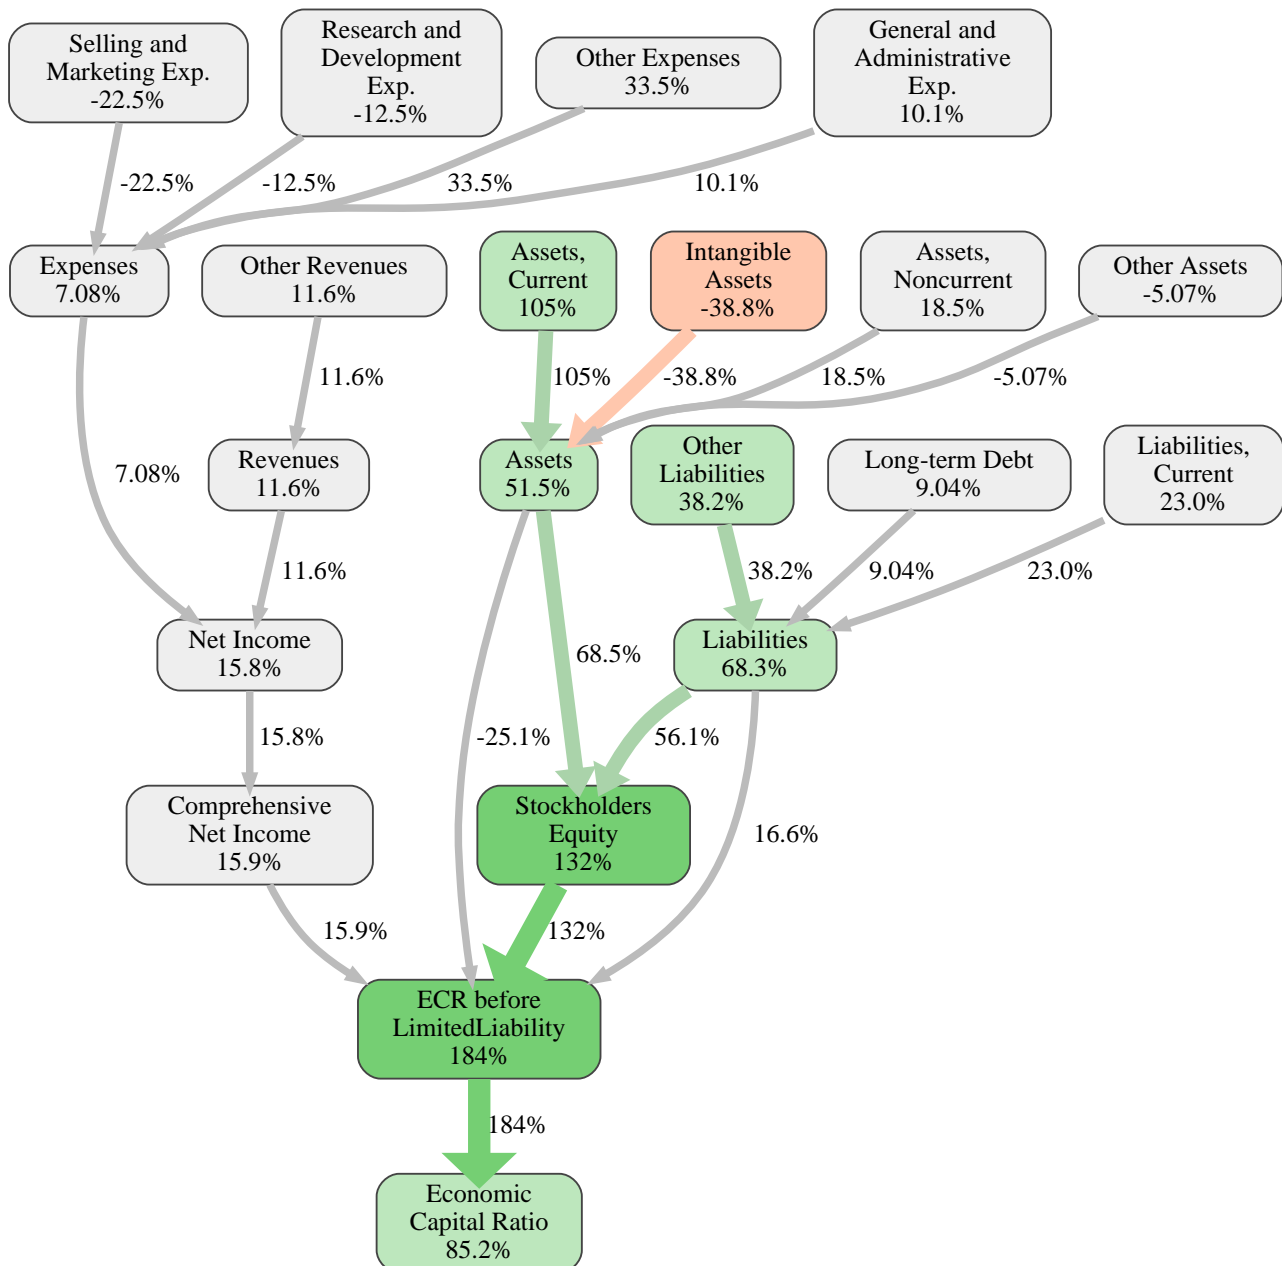 Selling and
Marketing Exp.
-22.5%
Research and
Development
Exp.
-12.5%
Other Expenses
33.5%
General and
Administrative
Exp.
10.1%
-22.5%
-12.5%
33.5%
10.1%
Expenses
7.08%
Other Revenues
11.6%
Assets,
Current
105%
Intangible
Assets
-38.8%
Assets,
Noncurrent
18.5%
Other Assets
-5.07%
11.6%
105%
-38.8%
18.5%
-5.07%
7.08%
Revenues
11.6%
Assets
51.5%
Other
Liabilities
38.2%
Long-term Debt
9.04%
Liabilities,
Current
23.0%
11.6%
38.2%
9.04%
23.0%
Net Income
15.8%
68.5%
Liabilities
68.3%
15.8%
-25.1%
56.1%
Comprehensive
Net Income
15.9%
Stockholders
Equity
132%
16.6%
15.9%
132%
ECR before
LimitedLiability
184%
184%
Economic
Capital Ratio
85.2%